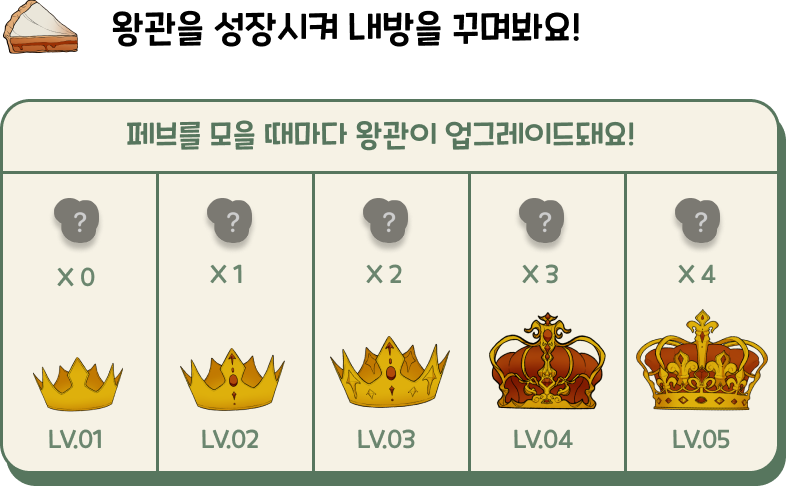 왕관을 성장시켜 내방을 꾸며봐요!
페브를 모을 때마다 왕관이 업그레이드돼요!
? ? ? ? ?
X 0 X 1 X 2 X 3 X 4
LV.01 LV.02 LV.03 LV.04 LV.05